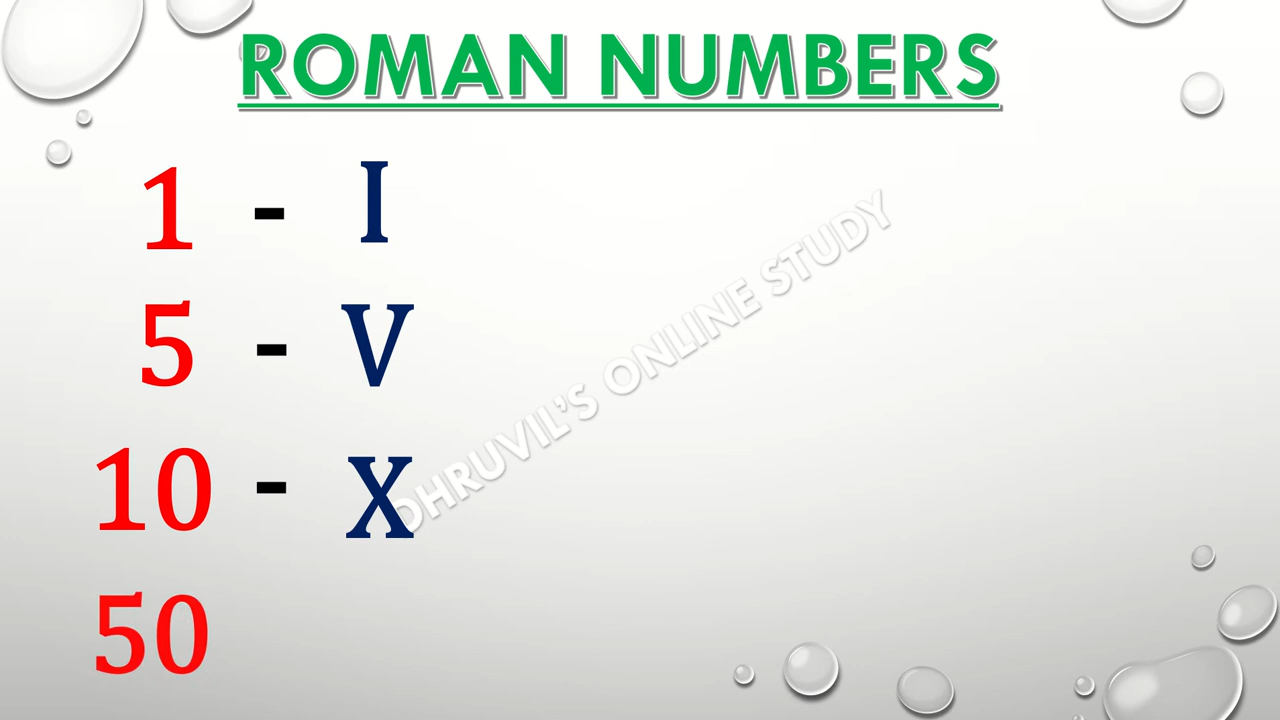 ROMAN NUMBERS
1 - I
5 - V
10 - X
50
DHRUVIL'S ONLINE STUDY